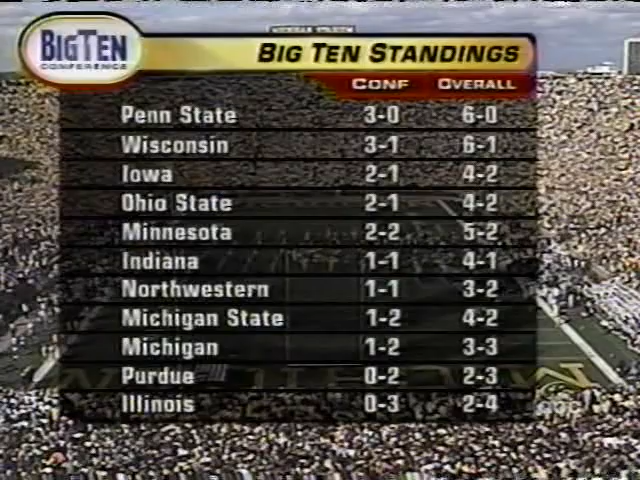 BIG TEN
CONFERENCE
BIG TEN STANDINGS
CONF OVERALL
Penn State 3-0 6-0
Wisconsin 3-1 6-1
Iowa 2-1 4-2
Ohio State 2-1 4-2
Minnesota 2-2 5-2
Indiana 1-1 4-1
Northwestern 1-1 3-2
Michigan State 1-2 4-2
Michigan 1-2 3-3
Purdue 0-2 2-3
Illinois 0-3 2-4
abc